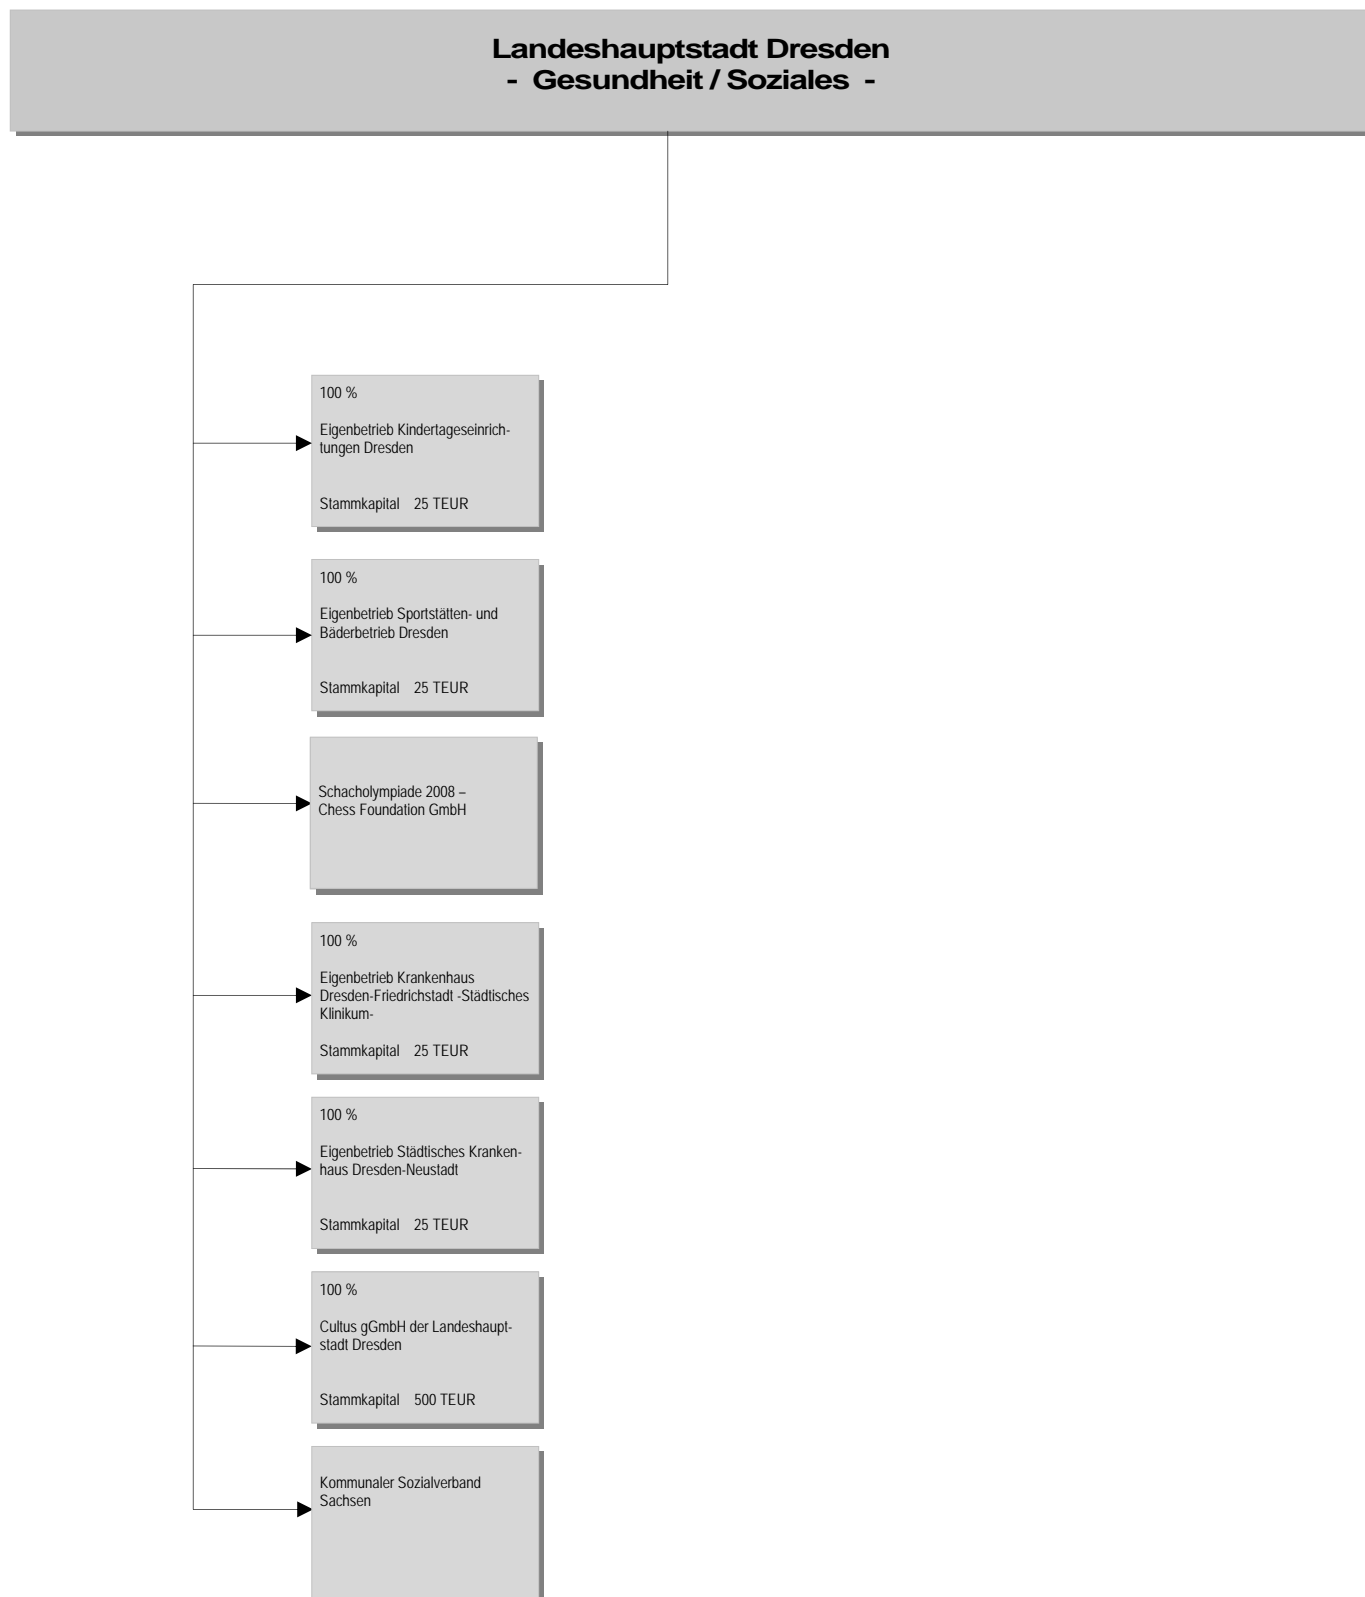 Landeshauptstadt Dresden
- Gesundheit / Soziales -
100 %
Eigenbetrieb Kindertageseinrich-
tungen Dresden
Stammkapital 25 TEUR
100 %
Eigenbetrieb Sportstätten- und
Bäderbetrieb Dresden
Stammkapital 25 TEUR
Schacholympiade 2008 –
Chess Foundation GmbH
100 %
Eigenbetrieb Krankenhaus
Dresden-Friedrichstadt -Städtisches
Klinikum-
Stammkapital 25 TEUR
100 %
Eigenbetrieb Städtisches Kranken-
haus Dresden-Neustadt
Stammkapital 25 TEUR
100 %
Cultus gGmbH der Landeshaupt-
stadt Dresden
Stammkapital 500 TEUR
Kommunaler Sozialverband
Sachsen